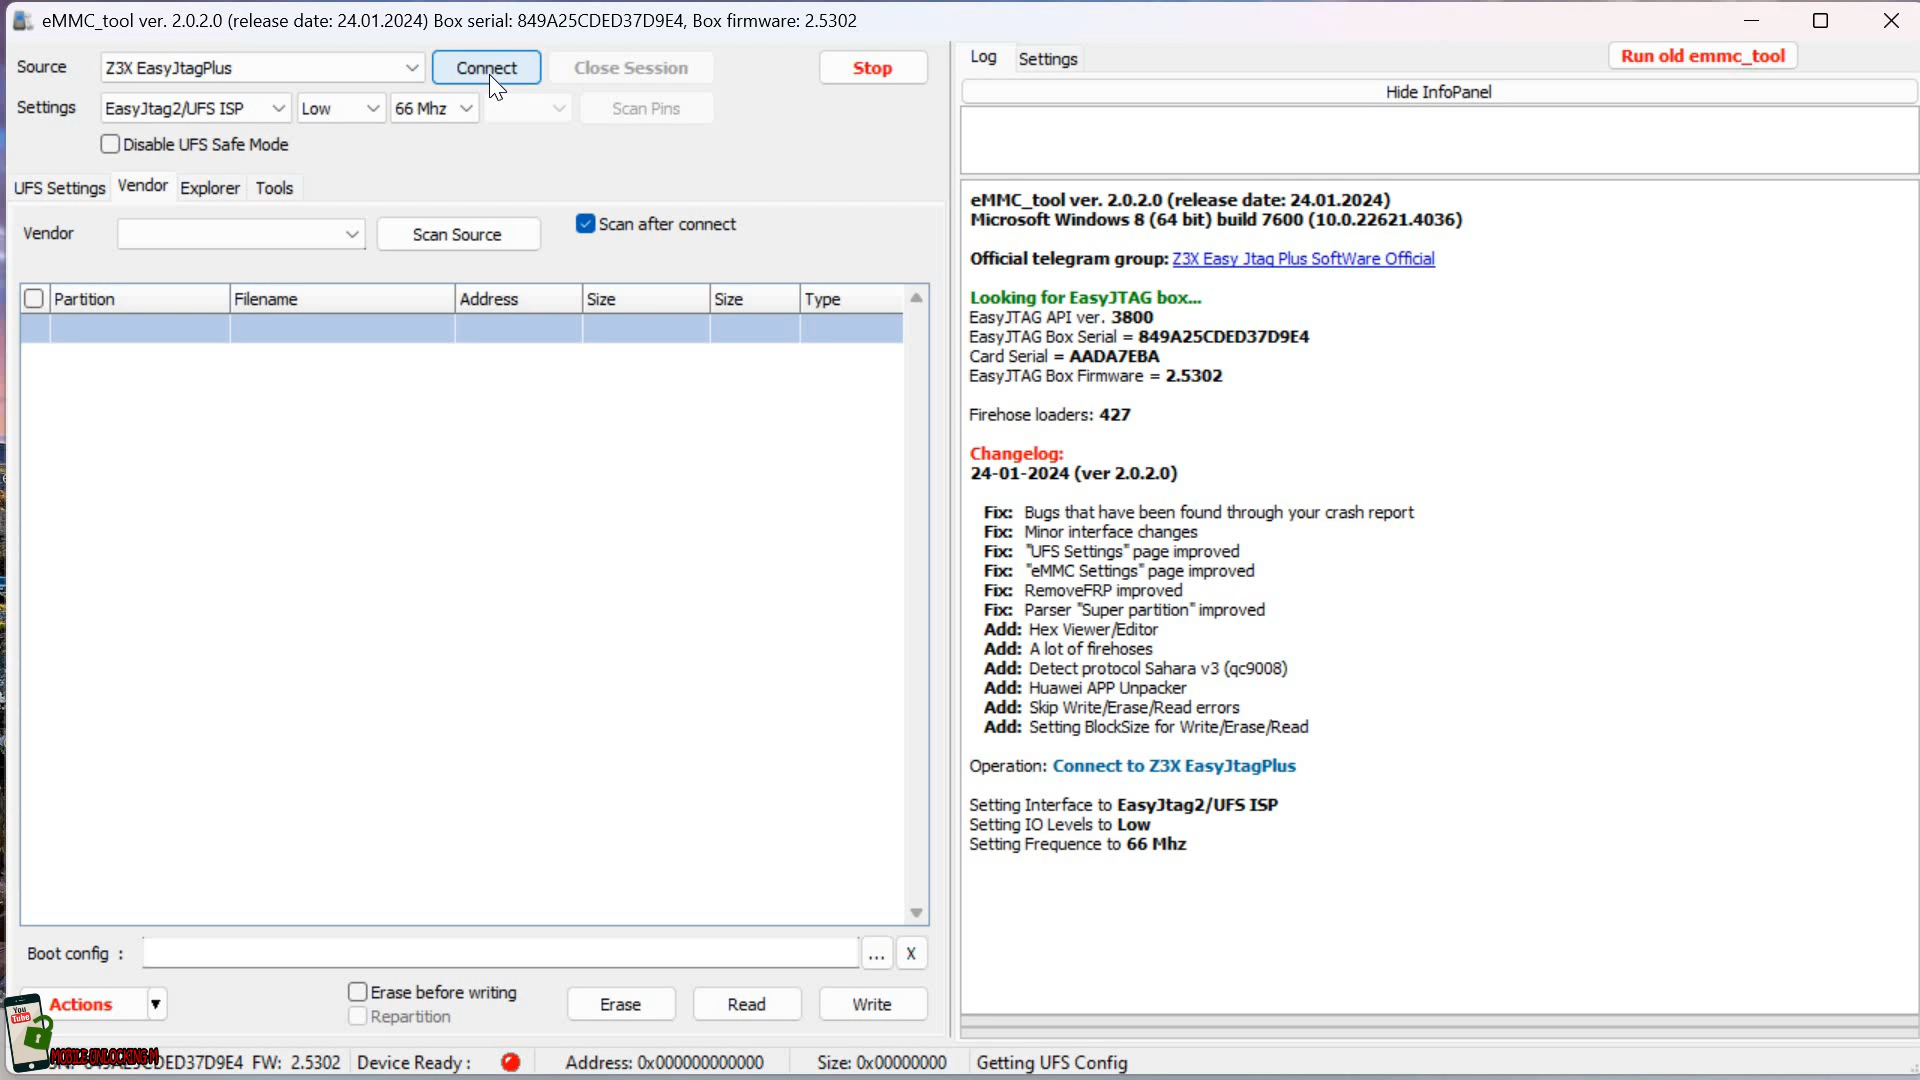 eMMC_tool ver. 2.0.2.0 (release date: 24.01.2024) Box serial: 849A25CDED37D9E4, Box firmware: 2.5302
Source Z3X EasyJtagPlus Connect Close Session Stop
Settings EasyJtag2/UFS ISP Low 66 Mhz Scan Pins
Disable UFS Safe Mode
UFS Settings Vendor Explorer Tools
Vendor Scan Source Scan after connect
Partition Filename Address Size Size Type
Boot config : ... X
Actions Erase before writing Erase Read Write
Repartition
You Tube
MOBILE UNLOCKING M
DED37D9E4 FW: 2.5302 Device Ready : Address: 0x000000000000 Size: 0x00000000 Getting UFS Config
Log Settings Run old emmc_tool
Hide InfoPanel
eMMC_tool ver. 2.0.2.0 (release date: 24.01.2024)
Microsoft Windows 8 (64 bit) build 7600 (10.0.22621.4036)
Official telegram group: Z3X Easy Jtag Plus SoftWare Official
Looking for EasyJTAG box...
EasyJTAG API ver. 3800
EasyJTAG Box Serial = 849A25CDED37D9E4
Card Serial = AADA7EBA
EasyJTAG Box Firmware = 2.5302
Firehose loaders: 427
Changelog:
24-01-2024 (ver 2.0.2.0)
Fix: Bugs that have been found through your crash report
Fix: Minor interface changes
Fix: "UFS Settings" page improved
Fix: "eMMC Settings" page improved
Fix: RemoveFRP improved
Fix: Parser "Super partition" improved
Add: Hex Viewer/Editor
Add: A lot of firehoses
Add: Detect protocol Sahara v3 (qc9008)
Add: Huawei APP Unpacker
Add: Skip Write/Erase/Read errors
Add: Setting BlockSize for Write/Erase/Read
Operation: Connect to Z3X EasyJtagPlus
Setting Interface to EasyJtag2/UFS ISP
Setting IO Levels to Low
Setting Frequence to 66 Mhz